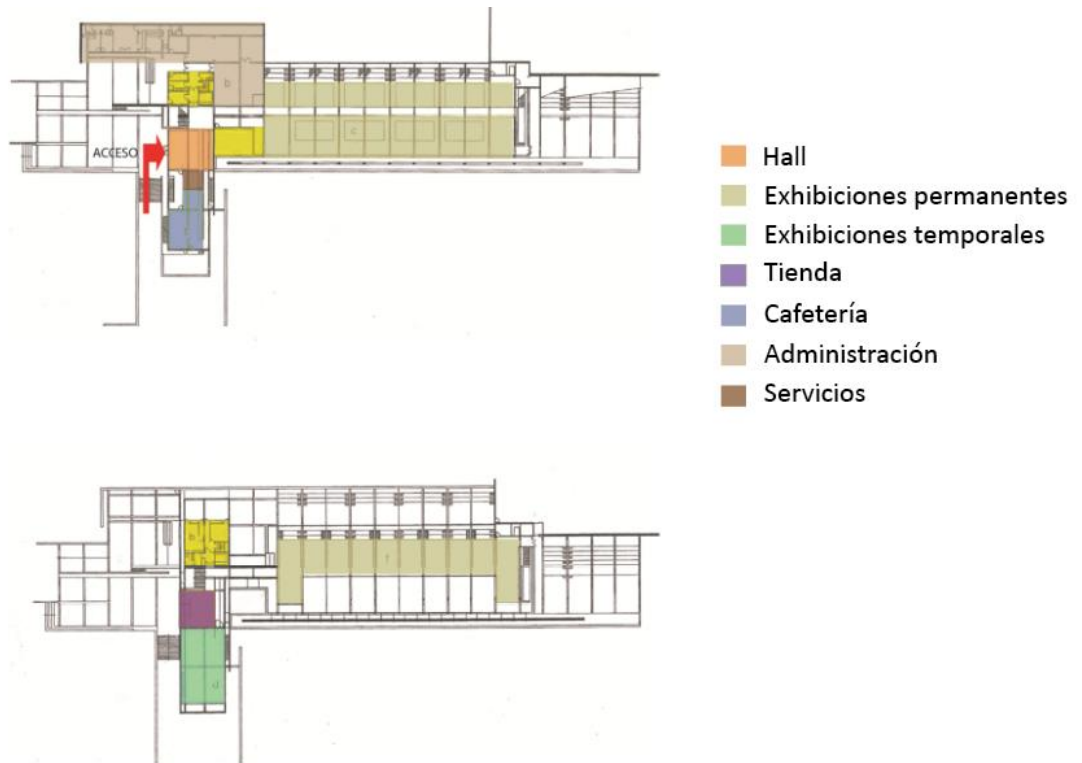 ACCESO
Hall
Exhibiciones permanentes
Exhibiciones temporales
Tienda
Cafetería
Administración
Servicios